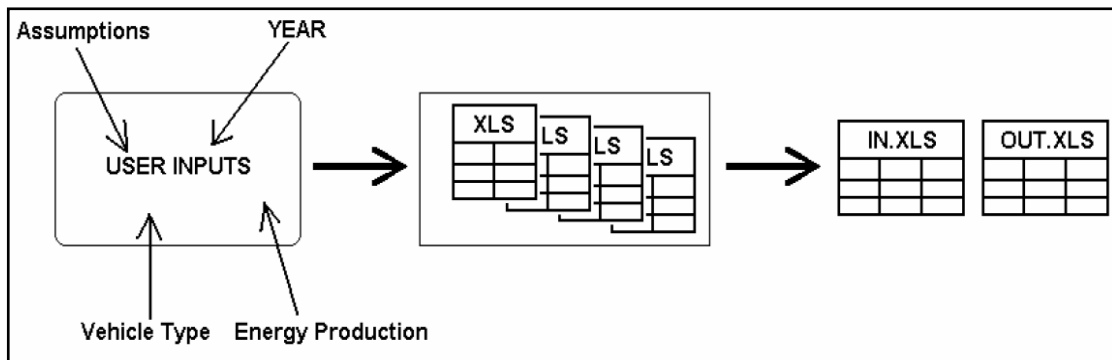 Assumptions
YEAR
USER INPUTS
Vehicle Type
Energy Production
XLS
LS
LS
LS
IN.XLS
OUT.XLS